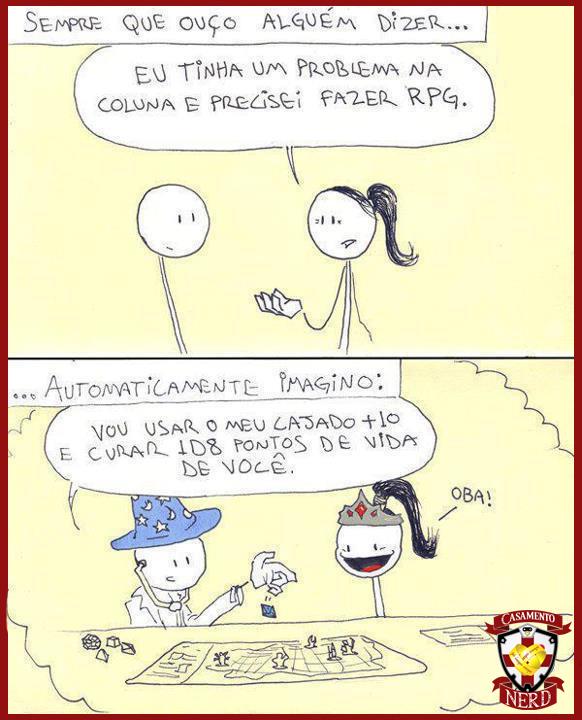 SEMPRE QUE OUÇO ALGUÉM DIZER...
EU TINHA UM PROBLEMA NA
COLUNA E PRECISEI FAZER RPG.
...AUTOMATICAMENTE IMAGINO:
VOU USAR O MEU CAJADO +10
E CURAR 1D8 PONTOS DE VIDA
DE VOCÊ.
OBA!
CASAMENTO
NERD